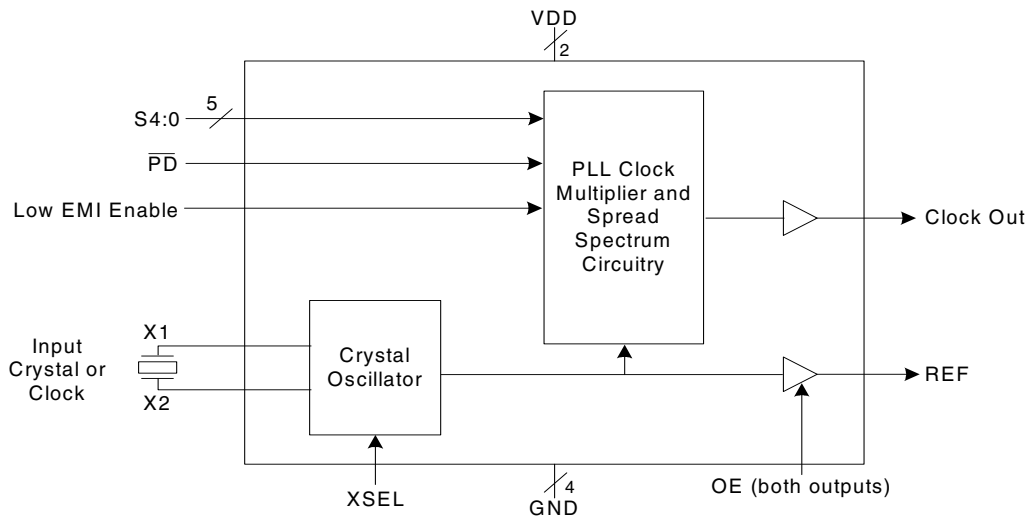 VDD
2
5
S4:0
PD
Low EMI Enable
PLL Clock
Multiplier and
Spread
Spectrum
Circuitry
Clock Out
Input
Crystal or
Clock
X1
X2
Crystal
Oscillator
REF
XSEL
4
GND
OE (both outputs)